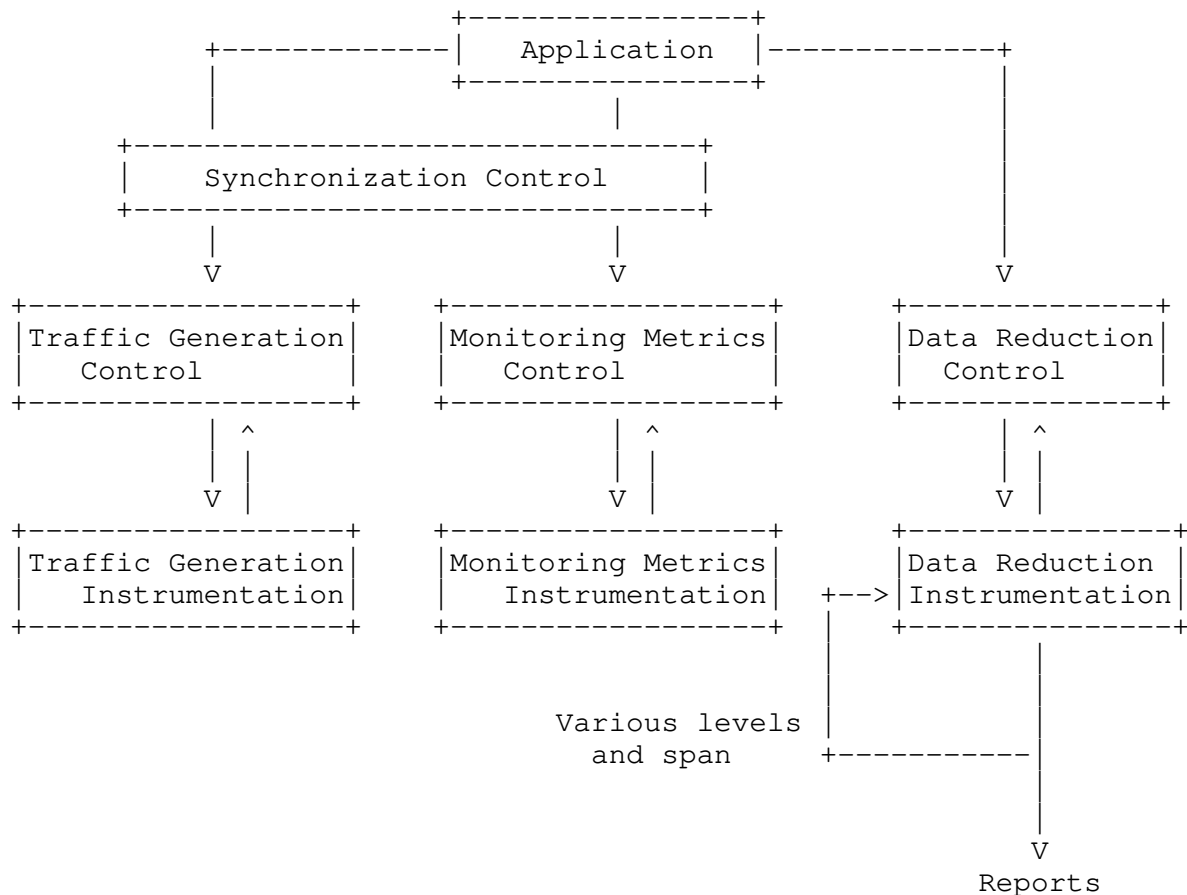 Application
Synchronization Control
V V V
Traffic Generation Monitoring Metrics Data Reduction
Control Control Control
^ ^ ^
V V V
Traffic Generation Monitoring Metrics Data Reduction
Instrumentation Instrumentation Instrumentation
Various levels
and span
V
Reports